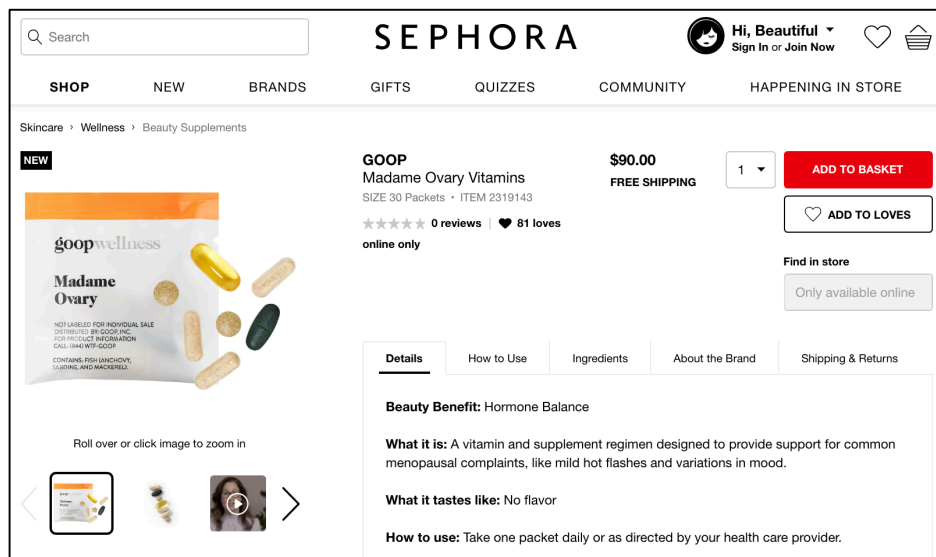 Search
SEPHORA
Hi, Beautiful
Sign In or Join Now
SHOP NEW BRANDS GIFTS QUIZZES COMMUNITY HAPPENING IN STORE
Skincare › Wellness › Beauty Supplements
NEW
goopwellness
Madame
Ovary
NOT LABELED FOR INDIVIDUAL SALE
DISTRIBUTED BY: GOOP, INC.
FOR PRODUCT INFORMATION
CALL: (844) WTF-GOOP
CONTAINS: FISH (ANCHOVY,
SARDINE, AND MACKEREL).
Roll over or click image to zoom in
GOOP
Madame Ovary Vitamins
SIZE 30 Packets • ITEM 2319143
0 reviews | 81 loves
online only
$90.00
FREE SHIPPING
1
ADD TO BASKET
ADD TO LOVES
Find in store
Only available online
Details How to Use Ingredients About the Brand Shipping & Returns
Beauty Benefit: Hormone Balance
What it is: A vitamin and supplement regimen designed to provide support for common
menopausal complaints, like mild hot flashes and variations in mood.
What it tastes like: No flavor
How to use: Take one packet daily or as directed by your health care provider.